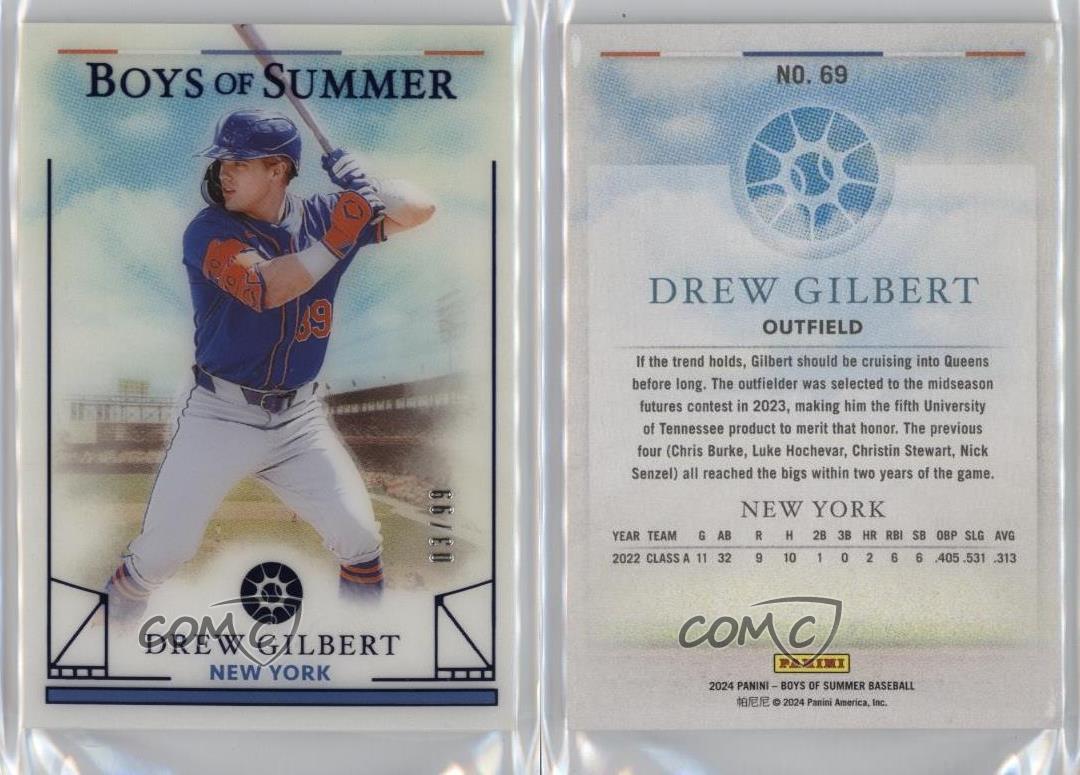 BOYS OF SUMMER
89
03/99
DREW GILBERT
NEW YORK
COMC
NO. 69
DREW GILBERT
OUTFIELD
If the trend holds, Gilbert should be cruising into Queens
before long. The outfielder was selected to the midseason
futures contest in 2023, making him the fifth University
of Tennessee product to merit that honor. The previous
four (Chris Burke, Luke Hochevar, Christin Stewart, Nick
Senzel) all reached the bigs within two years of the game.
NEW YORK
YEAR TEAM G AB R H 2B 3B HR RBI SB OBP SLG AVG
2022 CLASS A 11 32 9 10 1 0 2 6 6 .405 .531 .313
COMC
PANINI
2024 PANINI – BOYS OF SUMMER BASEBALL
帕尼尼 © 2024 Panini America, Inc.